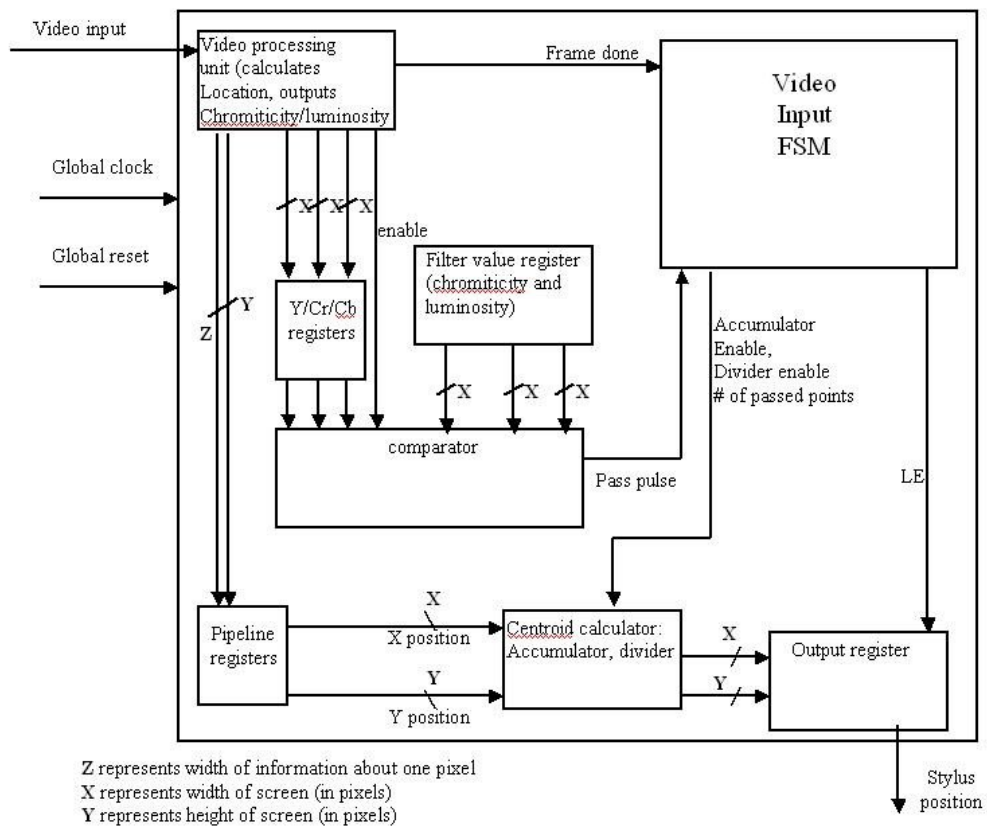 Video input
Video processing
unit (calculates
Location, outputs
Chromiticity/luminosity
Frame done
Video
Input
FSM
Global clock
Global reset
X
X
X
enable
Z
Y
Y/Cr/Cb
registers
Filter value register
(chromiticity and
luminosity)
X
X
X
Accumulator
Enable,
Divider enable
# of passed points
comparator
Pass pulse
LE
Pipeline
registers
X
X position
Y
Y position
Centroid calculator:
Accumulator, divider
X
Y
Output register
Stylus
position
Z represents width of information about one pixel
X represents width of screen (in pixels)
Y represents height of screen (in pixels)